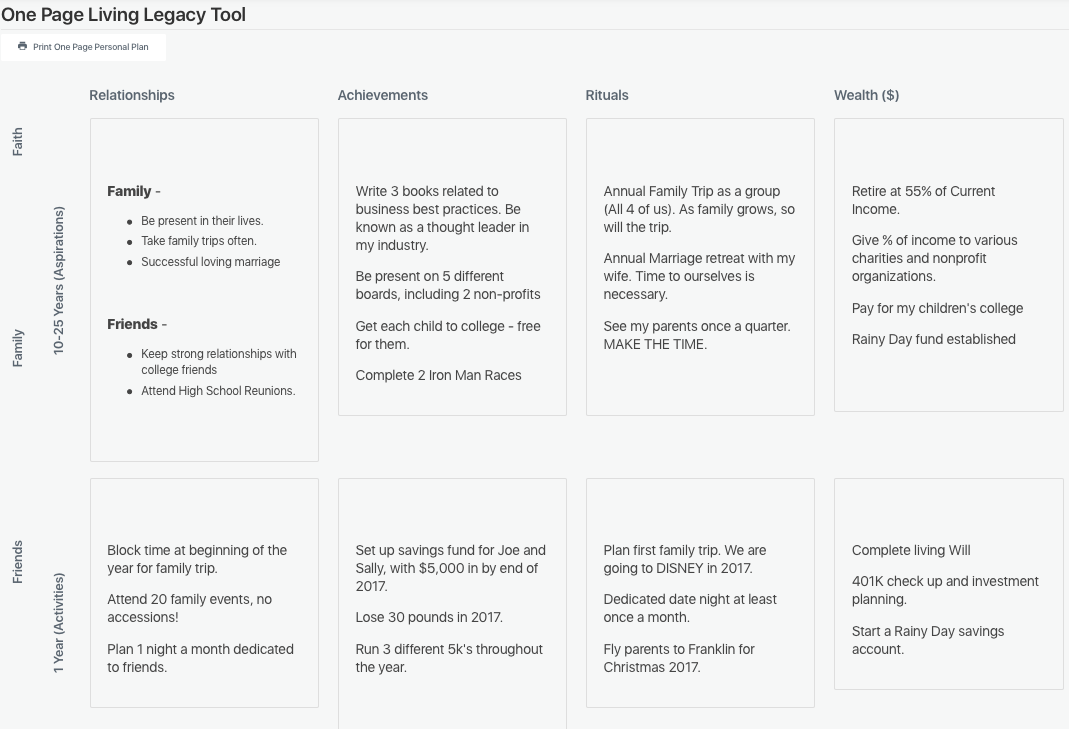 One Page Living Legacy Tool
Print One Page Personal Plan
Relationships
Achievements
Rituals
Wealth ($)
Faith
Family
Friends
10-25 Years (Aspirations)
Family -
Be present in their lives.
Take family trips often.
Successful loving marriage
Friends -
Keep strong relationships with
college friends
Attend High School Reunions.
Write 3 books related to
business best practices. Be
known as a thought leader in
my industry.
Be present on 5 different
boards, including 2 non-profits
Get each child to college - free
for them.
Complete 2 Iron Man Races
Annual Family Trip as a group
(All 4 of us). As family grows, so
will the trip.
Annual Marriage retreat with my
wife. Time to ourselves is
necessary.
See my parents once a quarter.
MAKE THE TIME.
Retire at 55% of Current
Income.
Give % of income to various
charities and nonprofit
organizations.
Pay for my children's college
Rainy Day fund established
1 Year (Activities)
Block time at beginning of the
year for family trip.
Attend 20 family events, no
accessions!
Plan 1 night a month dedicated
to friends.
Set up savings fund for Joe and
Sally, with $5,000 in by end of
2017.
Lose 30 pounds in 2017.
Run 3 different 5k's throughout
the year.
Plan first family trip. We are
going to DISNEY in 2017.
Dedicated date night at least
once a month.
Fly parents to Franklin for
Christmas 2017.
Complete living Will
401K check up and investment
planning.
Start a Rainy Day savings
account.